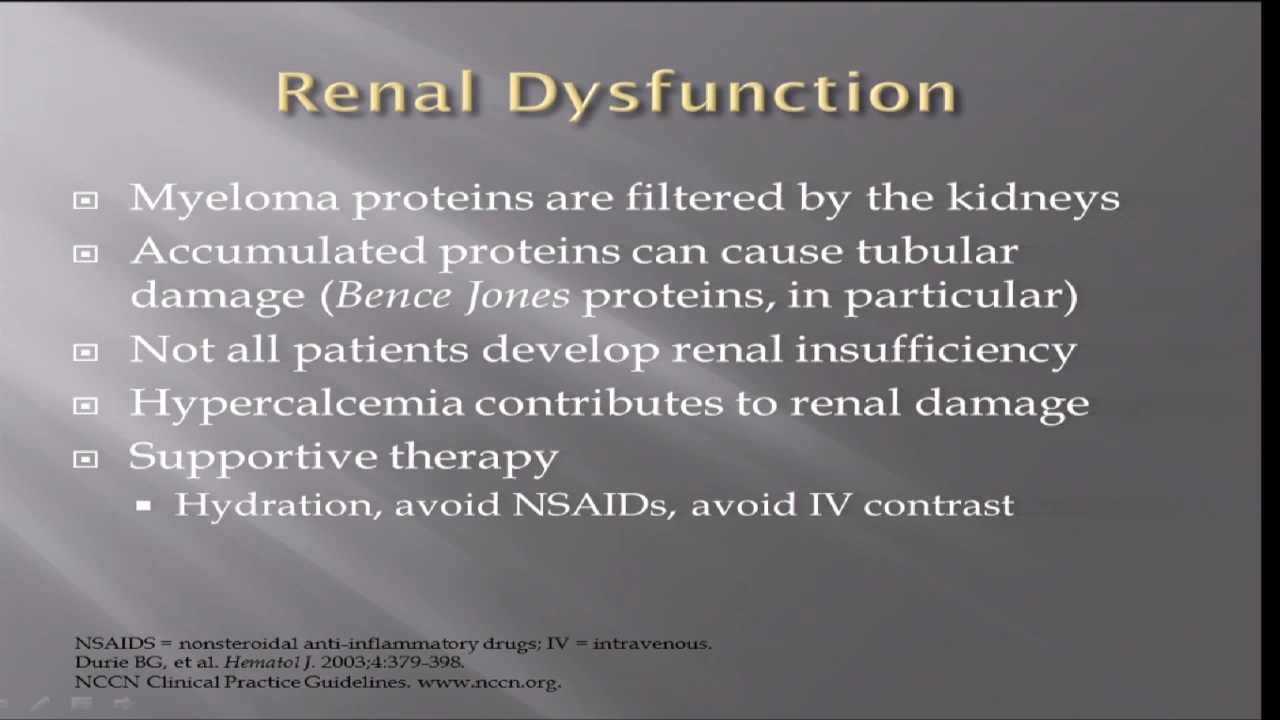 Renal Dysfunction
Myeloma proteins are filtered by the kidneys
Accumulated proteins can cause tubular
damage (Bence Jones proteins, in particular)
Not all patients develop renal insufficiency
Hypercalcemia contributes to renal damage
Supportive therapy
Hydration, avoid NSAIDs, avoid IV contrast
NSAIDS = nonsteroidal anti-inflammatory drugs; IV = intravenous.
Durie BG, et al. Hematol J. 2003;4:379-398.
NCCN Clinical Practice Guidelines. www.nccn.org.